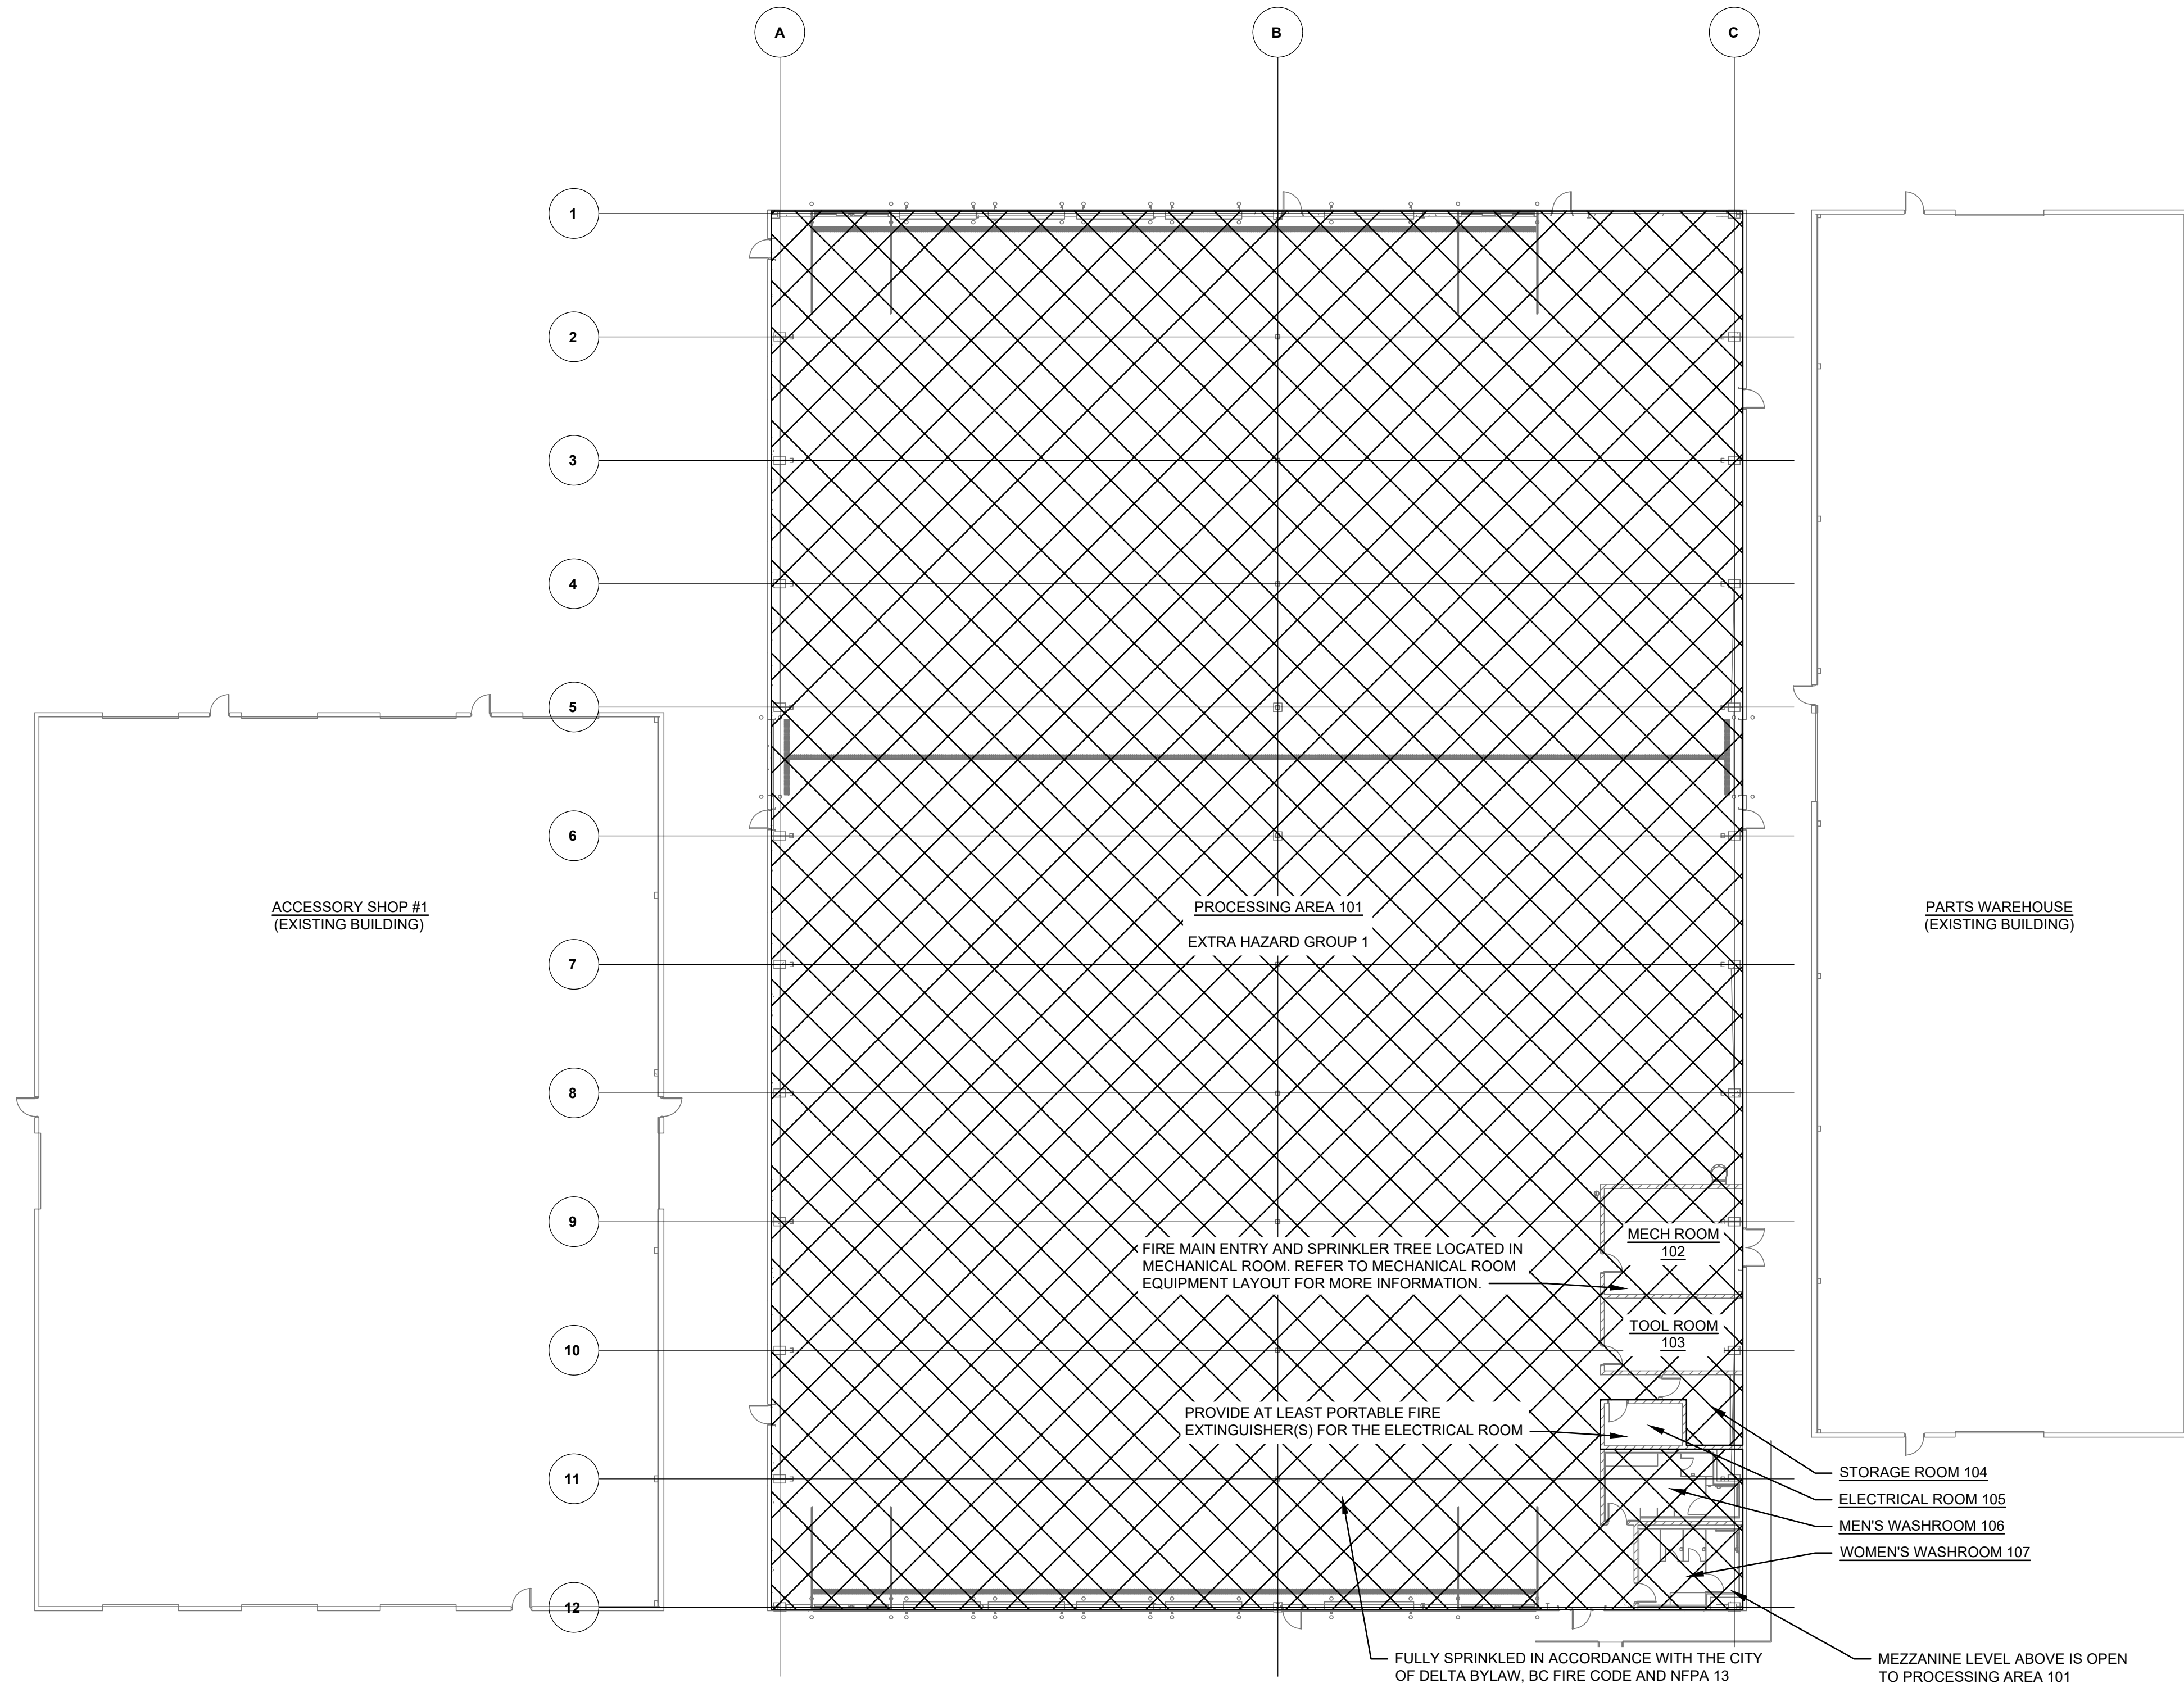 A
B
C
1
2
3
4
5
6
ACCESSORY SHOP #1
(EXISTING BUILDING)
PROCESSING AREA 101
EXTRA HAZARD GROUP 1
PARTS WAREHOUSE
(EXISTING BUILDING)
7
8
9
MECH ROOM
102
FIRE MAIN ENTRY AND SPRINKLER TREE LOCATED IN
MECHANICAL ROOM. REFER TO MECHANICAL ROOM
EQUIPMENT LAYOUT FOR MORE INFORMATION.
TOOL ROOM
103
10
PROVIDE AT LEAST PORTABLE FIRE
EXTINGUISHER(S) FOR THE ELECTRICAL ROOM
11
STORAGE ROOM 104
ELECTRICAL ROOM 105
MEN'S WASHROOM 106
WOMEN'S WASHROOM 107
12
FULLY SPRINKLED IN ACCORDANCE WITH THE CITY
OF DELTA BYLAW, BC FIRE CODE AND NFPA 13
MEZZANINE LEVEL ABOVE IS OPEN
TO PROCESSING AREA 101